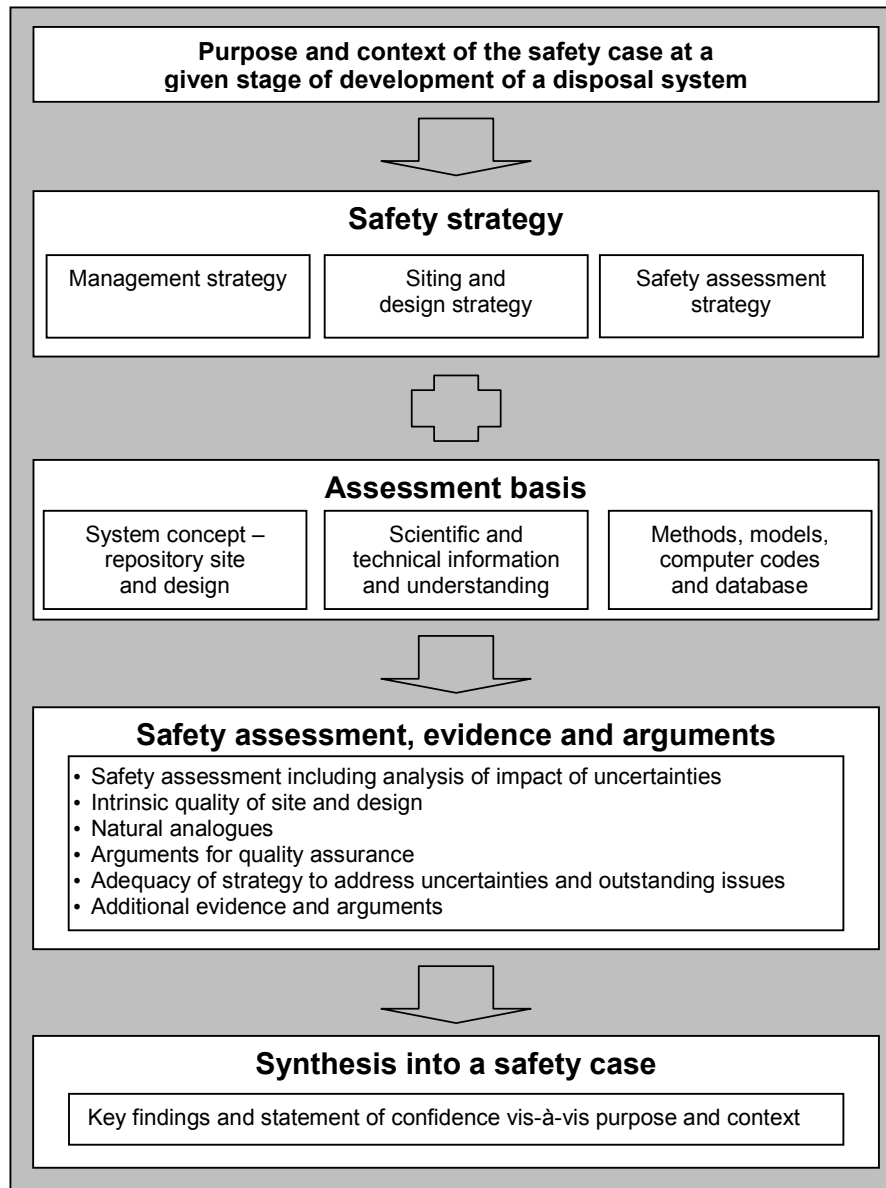 Purpose and context of the safety case at a
given stage of development of a disposal system
Safety strategy
Management strategy
Siting and
design strategy
Safety assessment
strategy
Assessment basis
System concept –
repository site
and design
Scientific and
technical information
and understanding
Methods, models,
computer codes
and database
Safety assessment, evidence and arguments
• Safety assessment including analysis of impact of uncertainties
• Intrinsic quality of site and design
• Natural analogues
• Arguments for quality assurance
• Adequacy of strategy to address uncertainties and outstanding issues
• Additional evidence and arguments
Synthesis into a safety case
Key findings and statement of confidence vis-à-vis purpose and context